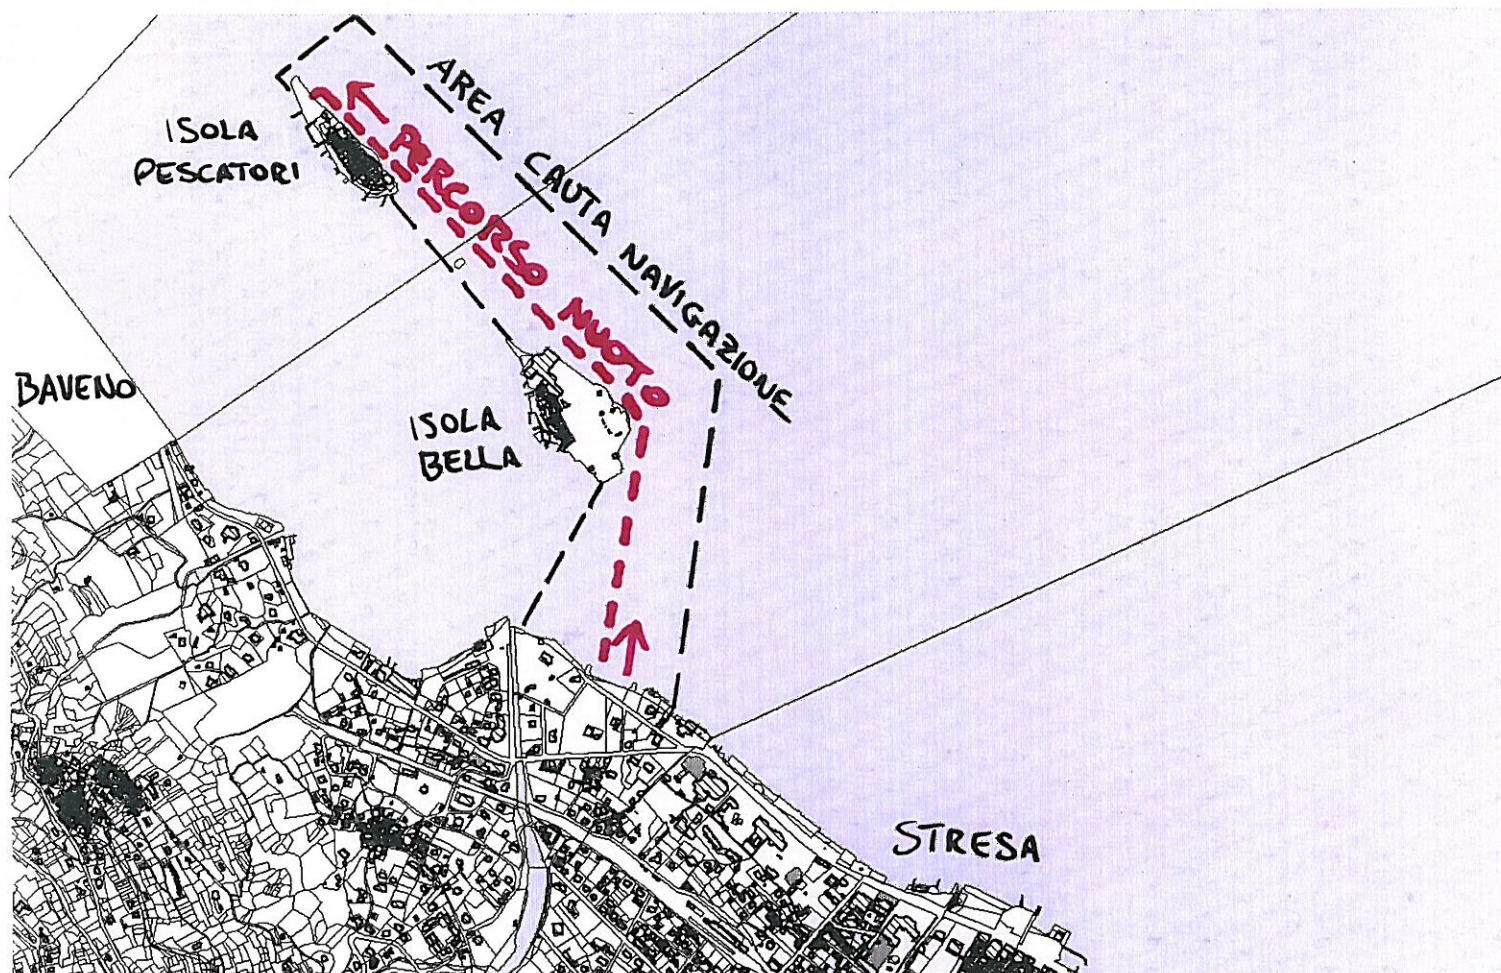 AREA CAUTA NAVIGAZIONE
ISOLA
PESCATORI
PERCORSO NUOTO
BAVENO
ISOLA
BELLA
STRESA